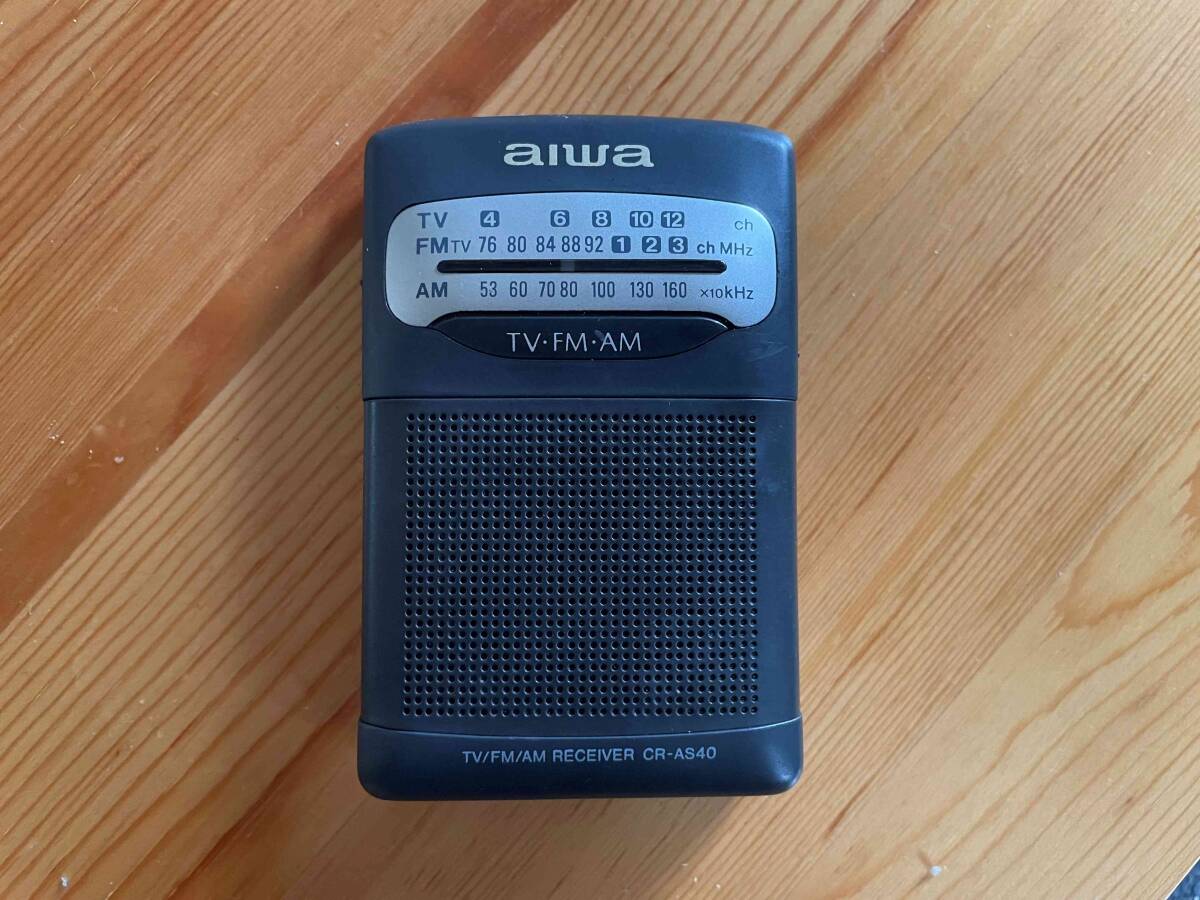 aiwa
TV 4 6 8 10 12 ch
FM TV 76 80 84 88 92 1 2 3 ch MHz
AM 53 60 70 80 100 130 160 ×10kHz
TV·FM·AM
TV/FM/AM RECEIVER CR-AS40